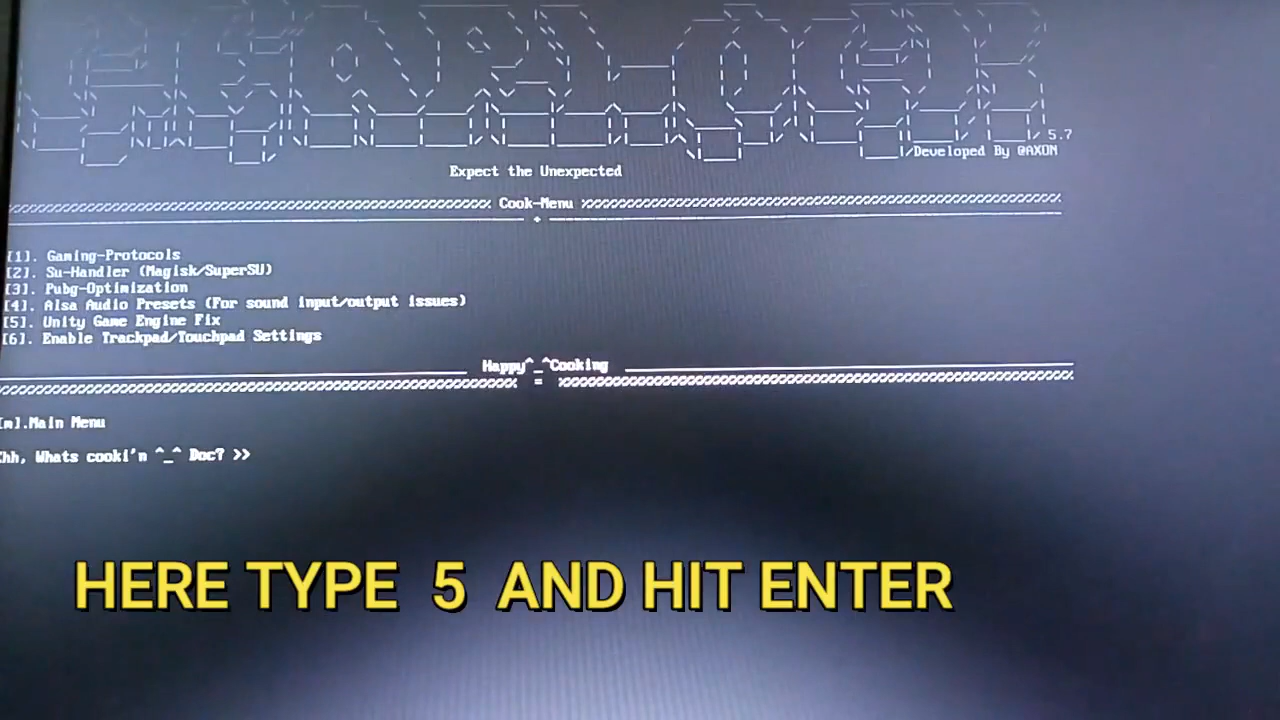 5.7
/Developed By @AXON
Expect the Unexpected
Cook-Menu
[1]. Gaming-Protocols
[2]. Su-Handler (Magisk/SuperSU)
[3]. Pubg-Optimization
[4]. Alsa Audio Presets (For sound input/output issues)
[5]. Unity Game Engine Fix
[6]. Enable Trackpad/Touchpad Settings
Happy^_^Cooking
=
[m].Main Menu
Whats cooki'n ^_^ Doc? >>
HERE TYPE 5 AND HIT ENTER